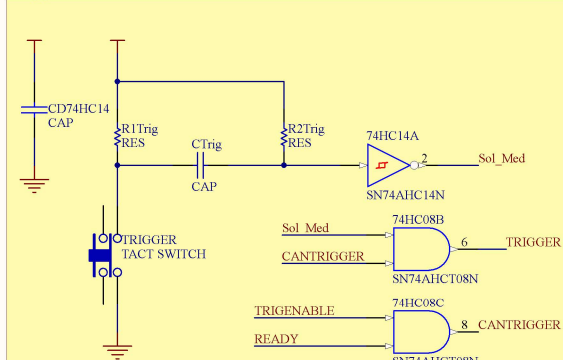 CD74HC14
CAP
R1Trig
RES
CTrig
CAP
R2Trig
RES
74HC14A
2
Sol_Med
SN74AHC14N
TRIGGER
TACT SWITCH
74HC08B
Sol_Med
CANTRIGGER
6
TRIGGER
SN74AHCT08N
74HC08C
TRIGENABLE
READY
8
CANTRIGGER
SN74AHCT08N